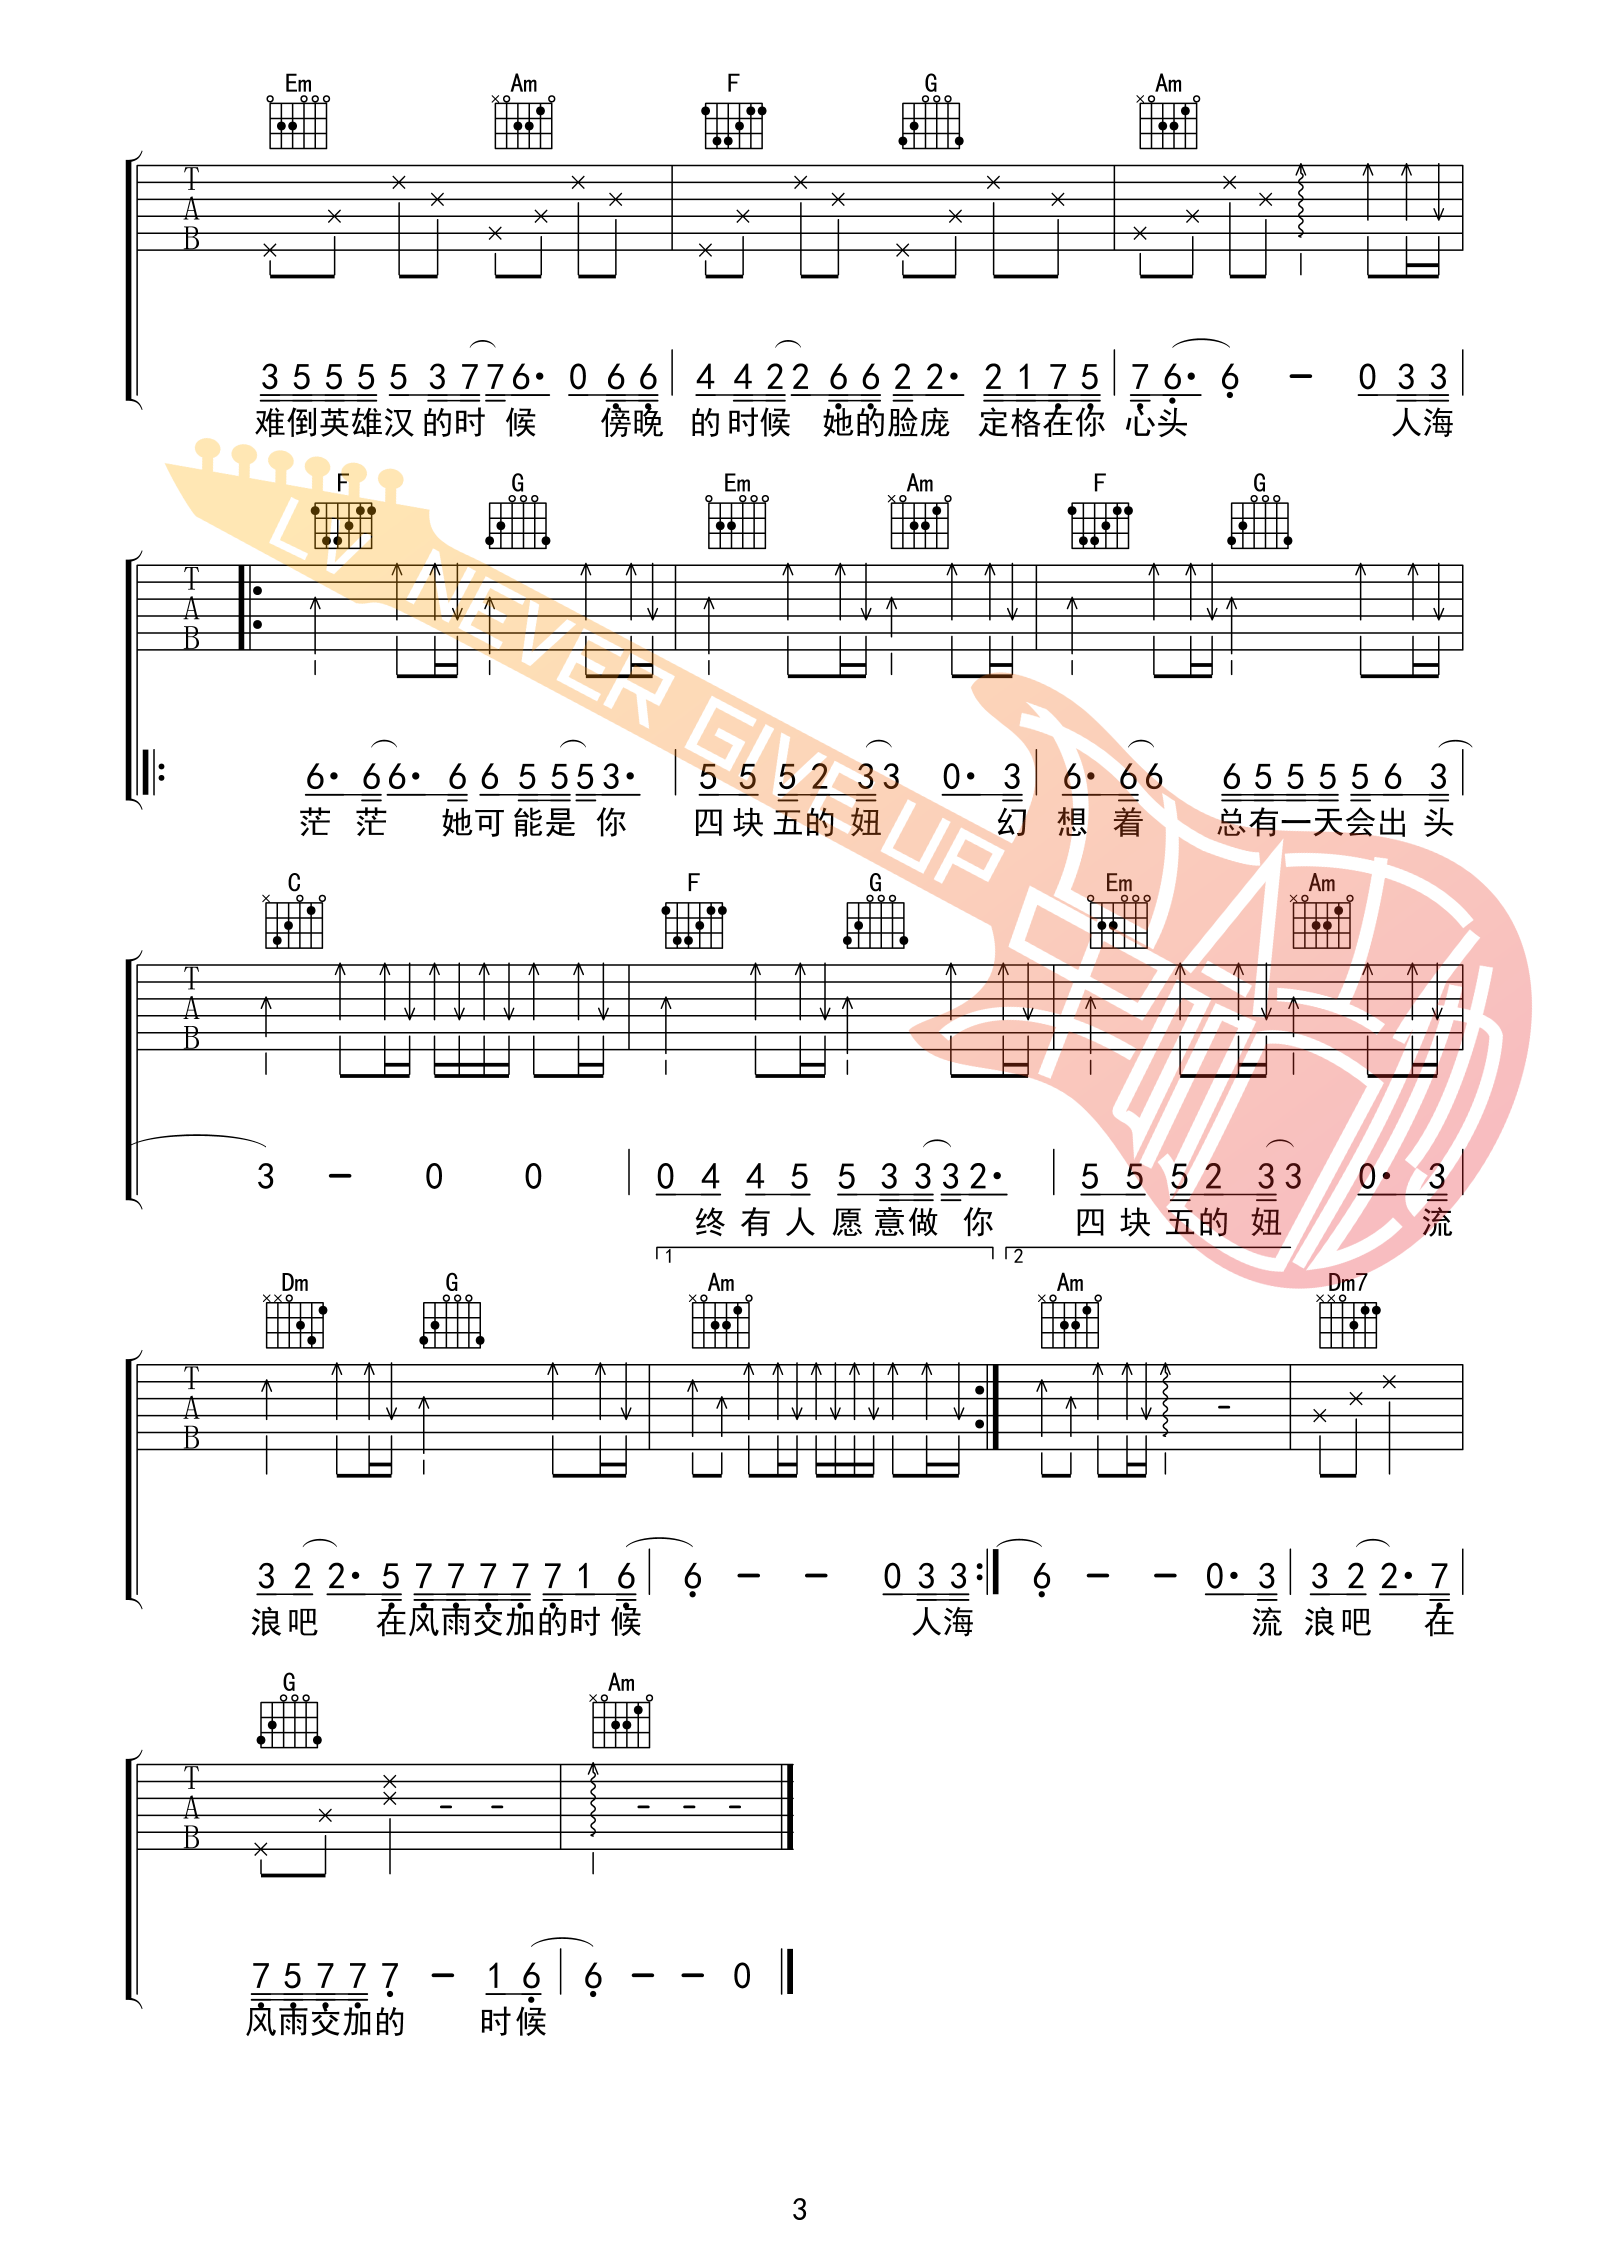 Em Am F G Am
T
A
B
3 5 5 5 5 3 7 7 6· 0 6 6 4 4 2 2 6 6 2 2· 2 1 7 5 7 6· 6 – 0 3 3
难倒英雄汉的时 候 傍晚 的时候 她的脸庞 定格在你 心头 人海
F G Em Am F G
T
A
B
6· 6 6· 6 6 5 5 5 3· 5 5 5 2 3 3 0· 3 6· 6 6 6 5 5 5 5 6 3
茫 茫 她可能是 你 四块五的妞 幻 想 着 总有一天会出 头
C F G Em Am
T
A
B
3 – 0 0 0 4 4 5 5 3 3 3 2· 5 5 5 2 3 3 0· 3
终有人愿意做 你 四块五的妞 流
1 2
Dm G Am Am Dm7
T
A
B
3 2 2· 5 7 7 7 7 7 1 6 6 – – 0 3 3 6 – – 0· 3 3 2 2· 7
浪吧 在风雨交加的时候 人海 流 浪吧 在
G Am
T
A
B
7 5 7 7 7 – 1 6 6 – – 0
风雨交加的 时候
LV NEVER GIVE UP
3